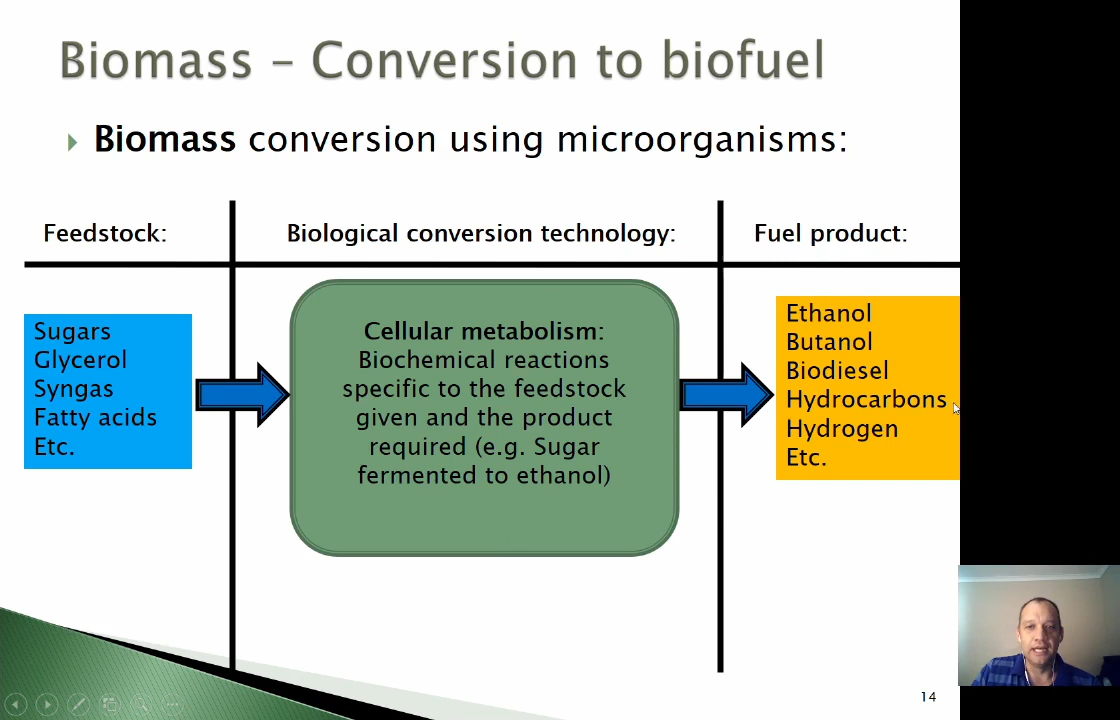 Biomass – Conversion to biofuel
Biomass conversion using microorganisms:
Feedstock:
Biological conversion technology:
Fuel product:
Sugars
Glycerol
Syngas
Fatty acids
Etc.
Cellular metabolism:
Biochemical reactions
specific to the feedstock
given and the product
required (e.g. Sugar
fermented to ethanol)
Ethanol
Butanol
Biodiesel
Hydrocarbons
Hydrogen
Etc.
14